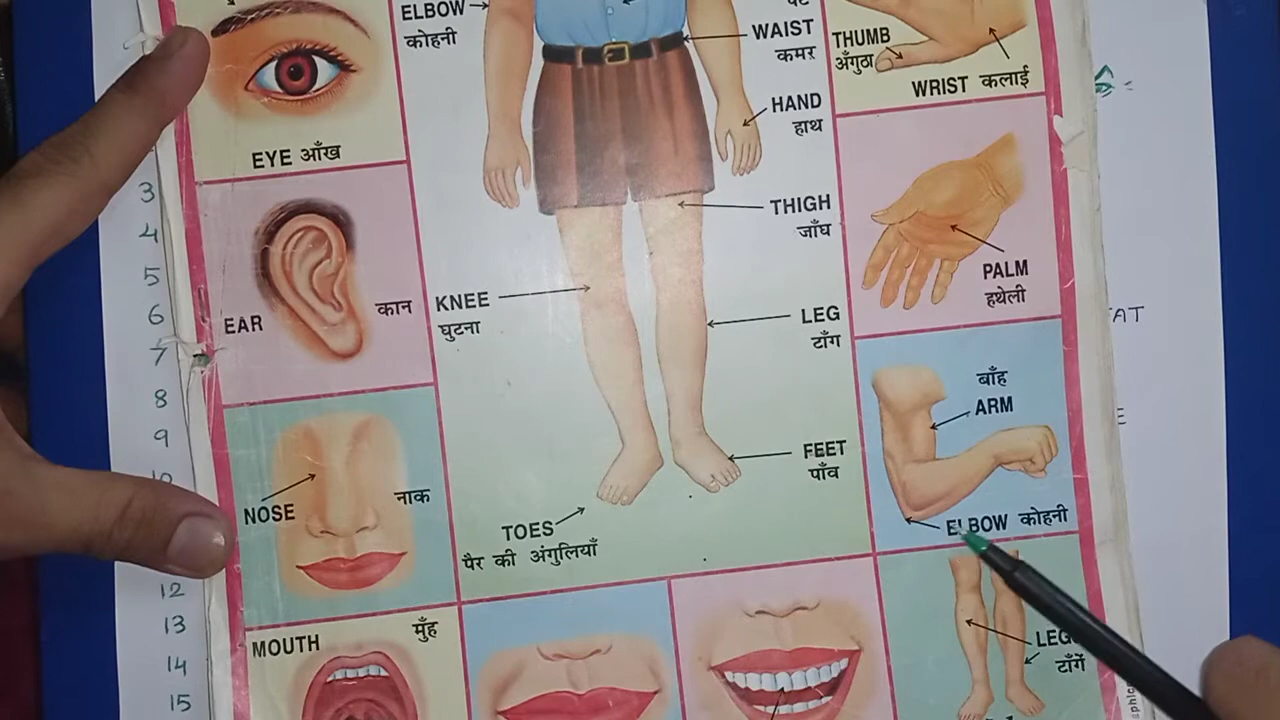 ELBOW
कोहनी
EYE आँख
EAR
कान
NOSE
नाक
MOUTH
मुँह
WAIST
कमर
HAND
हाथ
THIGH
जाँघ
KNEE
घुटना
LEG
टाँग
FEET
पाँव
TOES
पैर की अंगुलियाँ
THUMB
अँगुठा
WRIST कलाई
PALM
हथेली
बाँह
ARM
ELBOW कोहनी
टाँगें
3
4
5
6
7
8
9
12
13
14
15